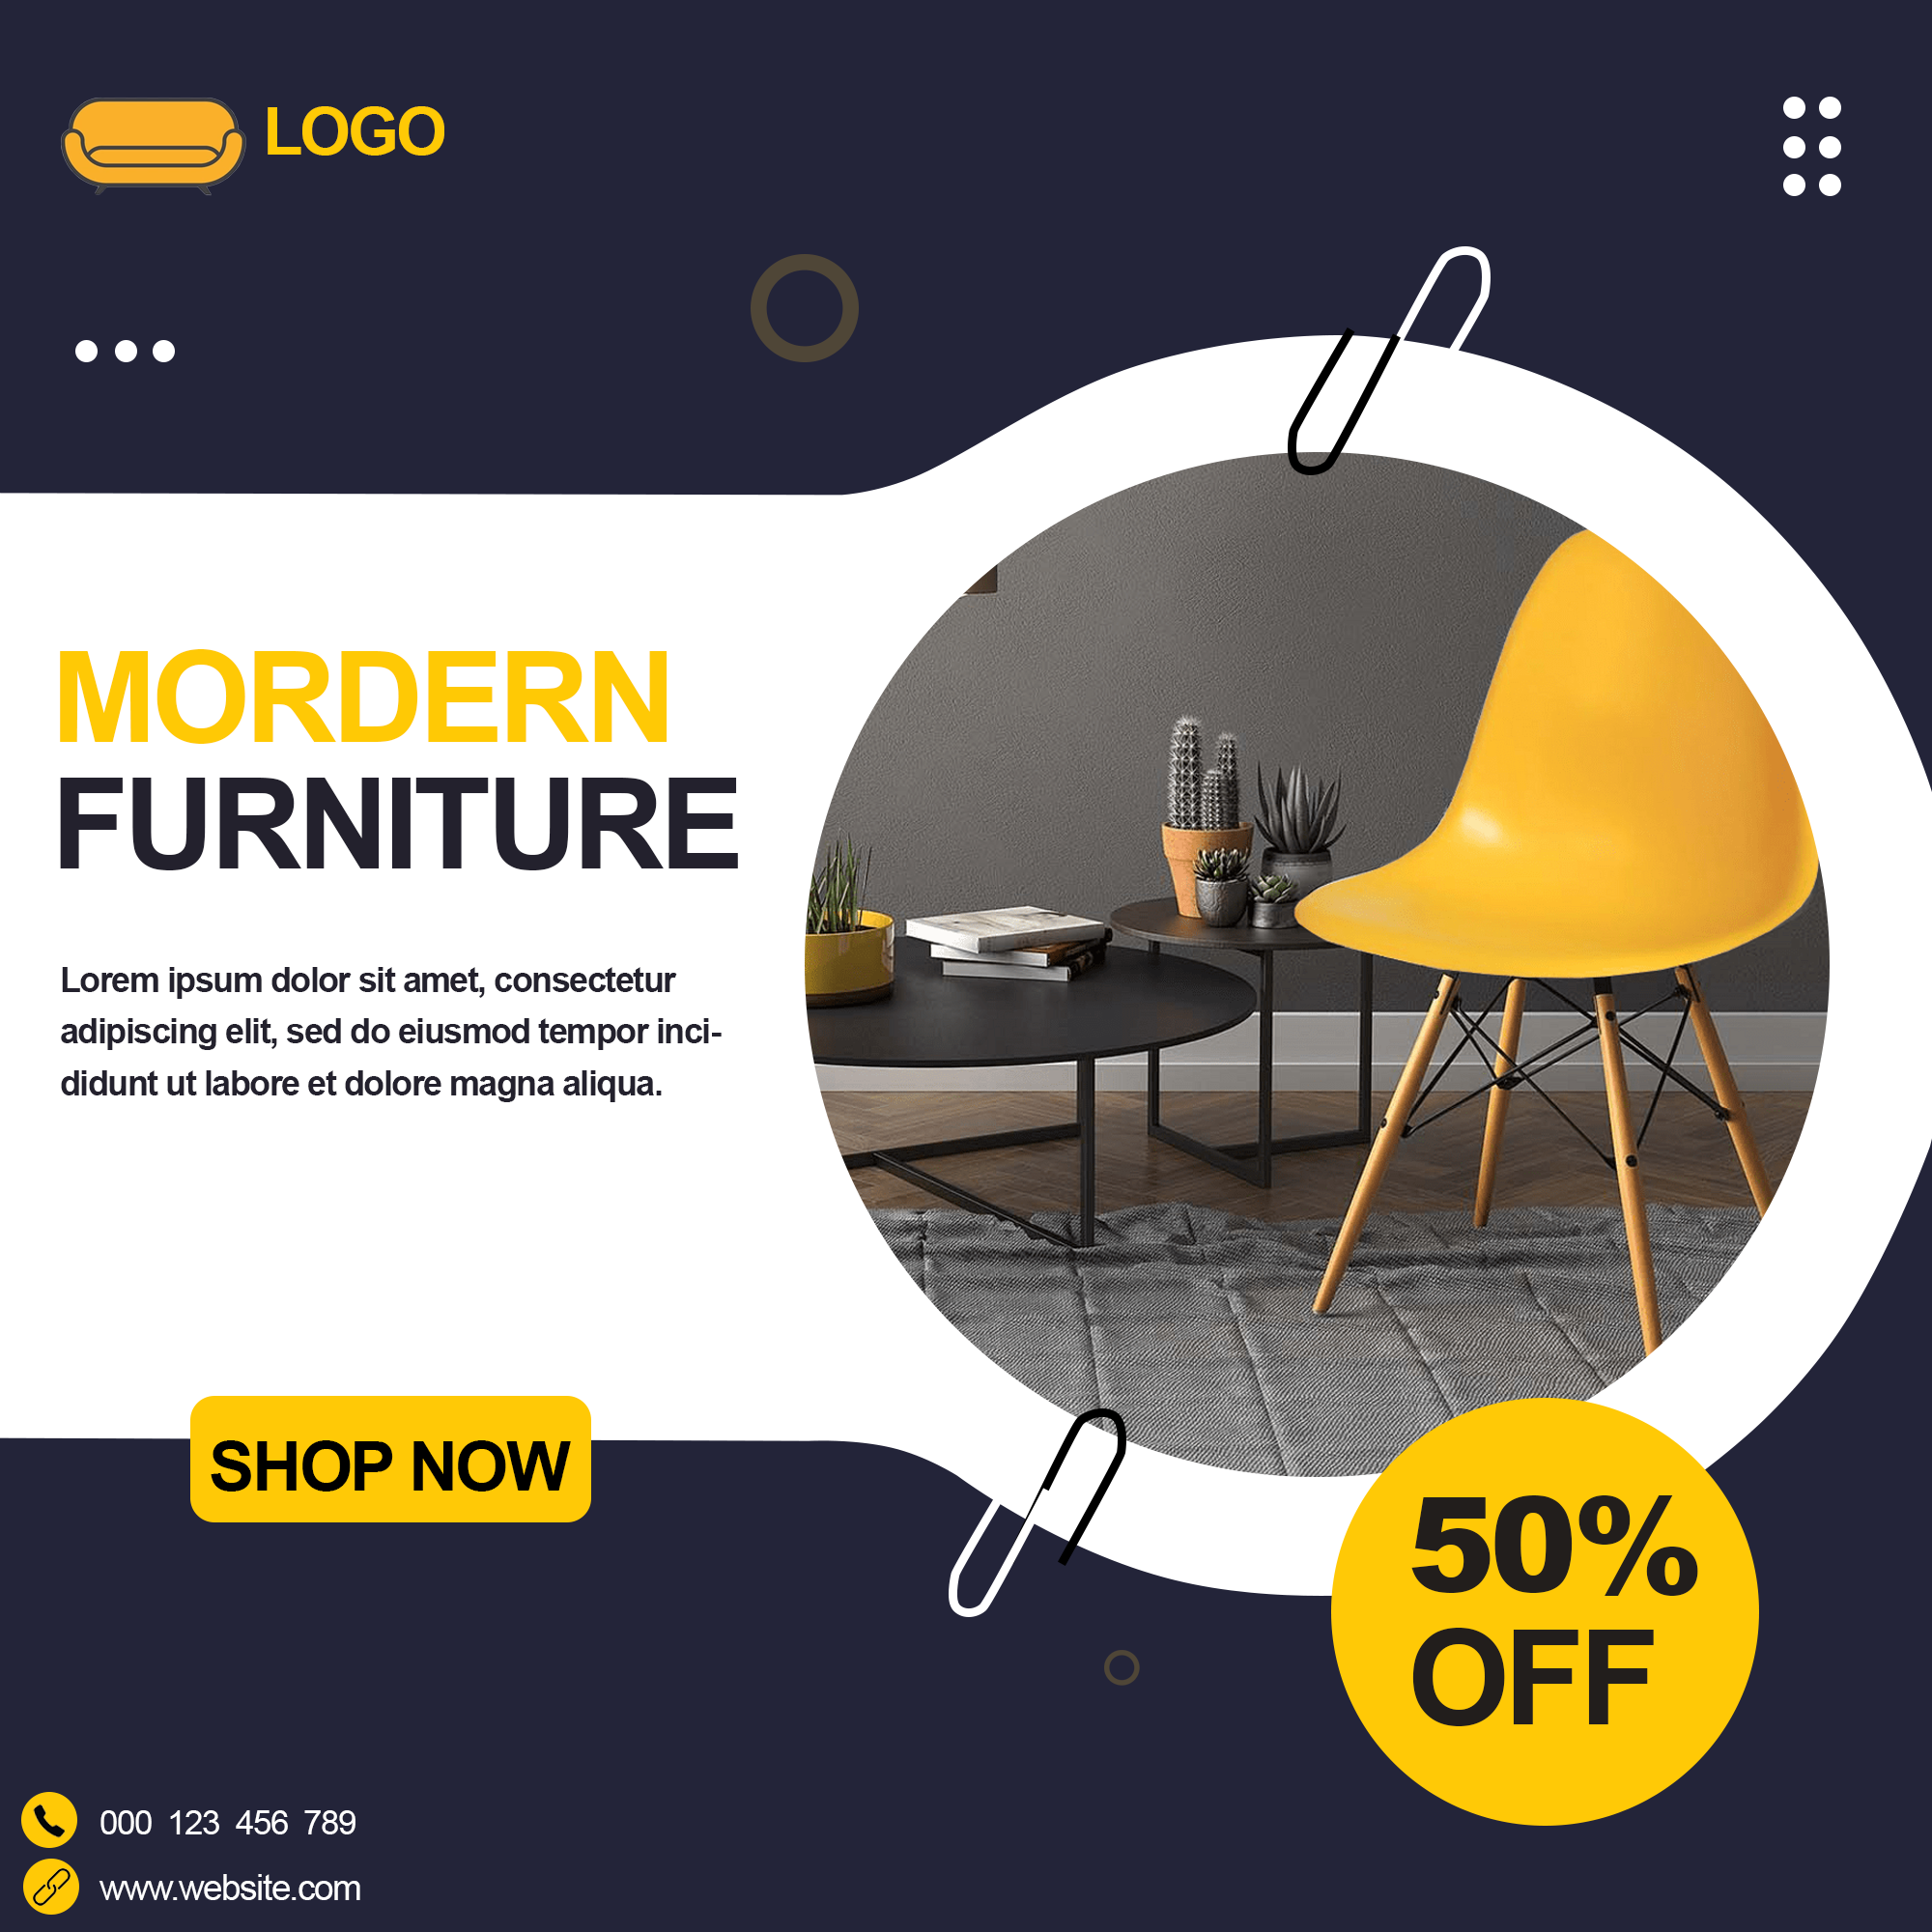 LOGO
MORDERN
FURNITURE
Lorem ipsum dolor sit amet, consectetur
adipiscing elit, sed do eiusmod tempor inci-
didunt ut labore et dolore magna aliqua.
SHOP NOW
50%
OFF
000 123 456 789
www.website.com